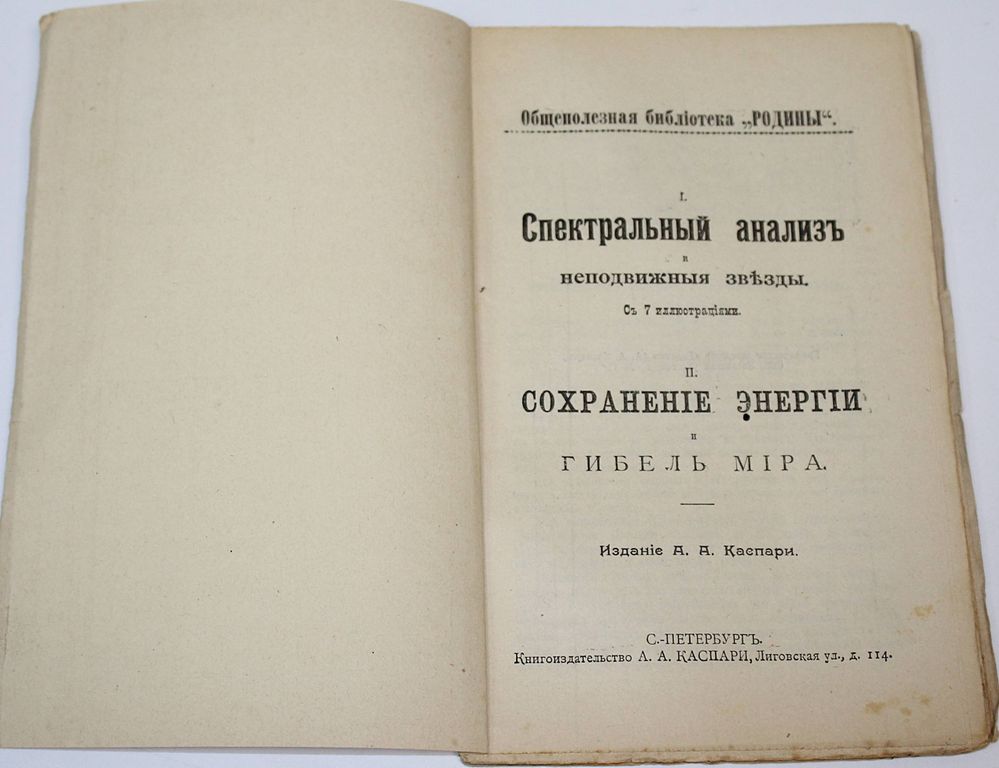 Общеполезная библіотека „РОДИНЫ“.
I.
Спектральный анализъ
и
неподвижныя звѣзды.
Съ 7 иллюстраціями.
II.
СОХРАНЕНІЕ ЭНЕРГІИ
и
ГИБЕЛЬ МІРА.
Изданіе А. А. Каспари.
С.-ПЕТЕРБУРГЪ.
Книгоиздательство А. А. КАСПАРИ, Лиговская ул., д. 114.